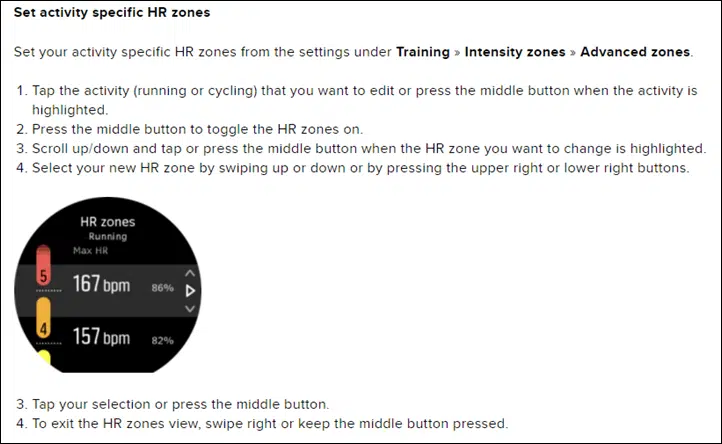 Set activity specific HR zones
Set your activity specific HR zones from the settings under Training » Intensity zones » Advanced zones.
1. Tap the activity (running or cycling) that you want to edit or press the middle button when the activity is
highlighted.
2. Press the middle button to toggle the HR zones on.
3. Scroll up/down and tap or press the middle button when the HR zone you want to change is highlighted.
4. Select your new HR zone by swiping up or down or by pressing the upper right or lower right buttons.
HR zones
Running
Max HR
5 167 bpm 86%
4 157 bpm 82%
3. Tap your selection or press the middle button.
4. To exit the HR zones view, swipe right or keep the middle button pressed.